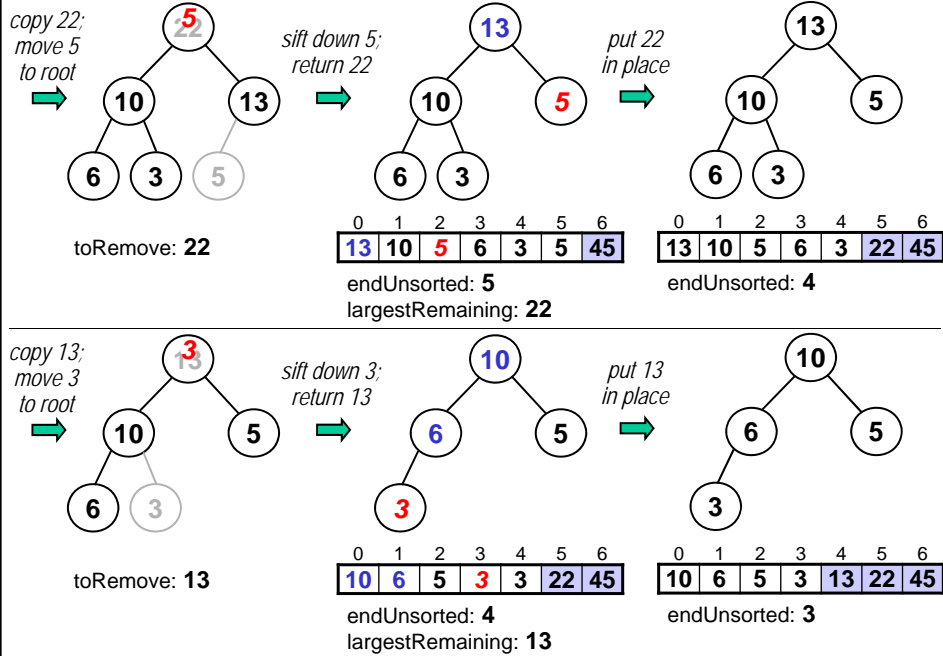 copy 22;
move 5
to root
5
22
10 13
6 3 5
toRemove: 22
sift down 5;
return 22
13
10 5
6 3
0 1 2 3 4 5 6
13 10 5 6 3 5 45
endUnsorted: 5
largestRemaining: 22
put 22
in place
13
10 5
6 3
0 1 2 3 4 5 6
13 10 5 6 3 22 45
endUnsorted: 4
copy 13;
move 3
to root
3
13
10 5
6 3
toRemove: 13
sift down 3;
return 13
10
6 5
3
0 1 2 3 4 5 6
10 6 5 3 3 22 45
endUnsorted: 4
largestRemaining: 13
put 13
in place
10
6 5
3
0 1 2 3 4 5 6
10 6 5 3 13 22 45
endUnsorted: 3